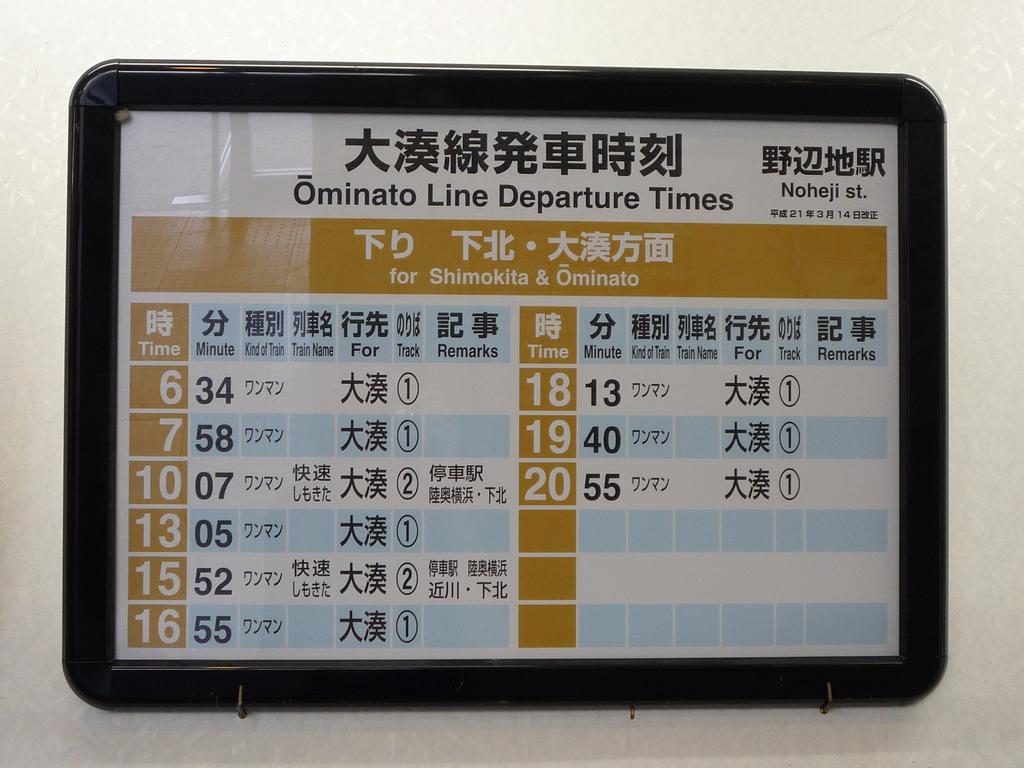 大湊線発車時刻
Ōminato Line Departure Times
野辺地駅
Noheji st.
平成21年3月14日改正
下り 下北・大湊方面
for Shimokita & Ōminato
時 分 種別 列車名 行先 のりば 記事
Time Minute Kind of Train Train Name For Track Remarks
6 34 ワンマン 大湊 ①
7 58 ワンマン 大湊 ①
10 07 ワンマン 快速 しもきた 大湊 ② 停車駅 陸奥横浜・下北
13 05 ワンマン 大湊 ①
15 52 ワンマン 快速 しもきた 大湊 ② 停車駅 陸奥横浜 近川・下北
16 55 ワンマン 大湊 ①
時 分 種別 列車名 行先 のりば 記事
Time Minute Kind of Train Train Name For Track Remarks
18 13 ワンマン 大湊 ①
19 40 ワンマン 大湊 ①
20 55 ワンマン 大湊 ①